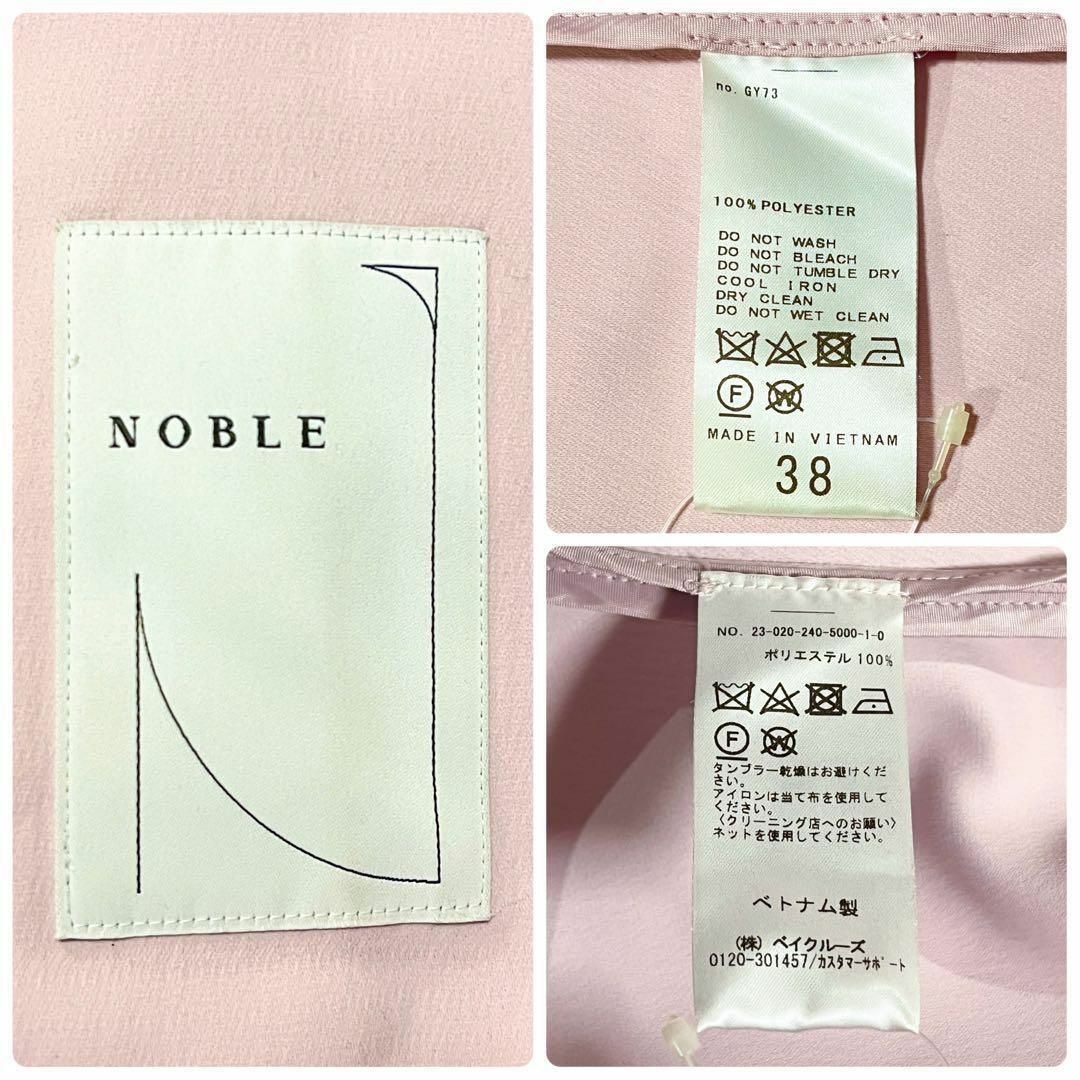 NOBLE
no. GY73
100% POLYESTER
DO NOT WASH
DO NOT BLEACH
DO NOT TUMBLE DRY
COOL IRON
DRY CLEAN
DO NOT WET CLEAN
F W
MADE IN VIETNAM
38
NO. 23-020-240-5000-1-0
ポリエステル 100%
F W
タンブラー乾燥はお避けくだ
さい。
アイロンは当て布を使用して
ください。
〈クリーニング店へのお願い〉
ネットを使用してください。
ベトナム製
(株) ベイクルーズ
0120-301457/カスタマーサポート